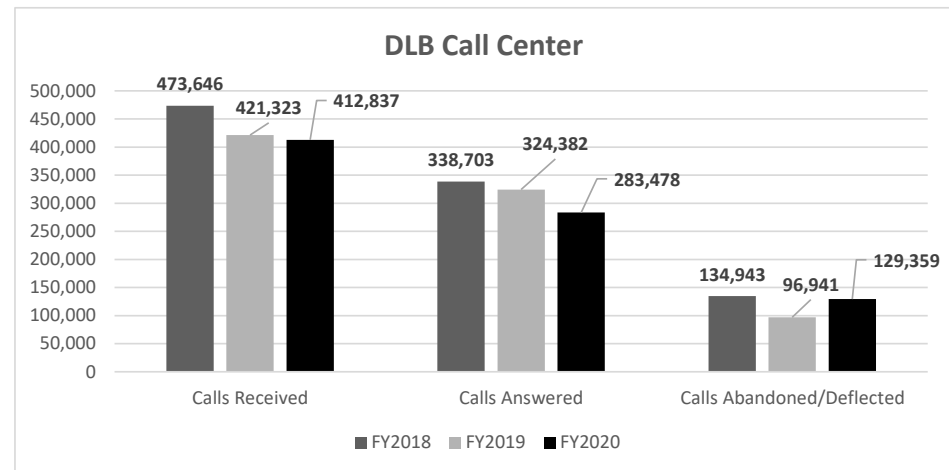 DLB Call Center
500,000
450,000
400,000
350,000
300,000
250,000
200,000
150,000
100,000
50,000
0
473,646
421,323
412,837
338,703
324,382
283,478
134,943
96,941
129,359
Calls Received
Calls Answered
Calls Abandoned/Deflected
FY2018
FY2019
FY2020